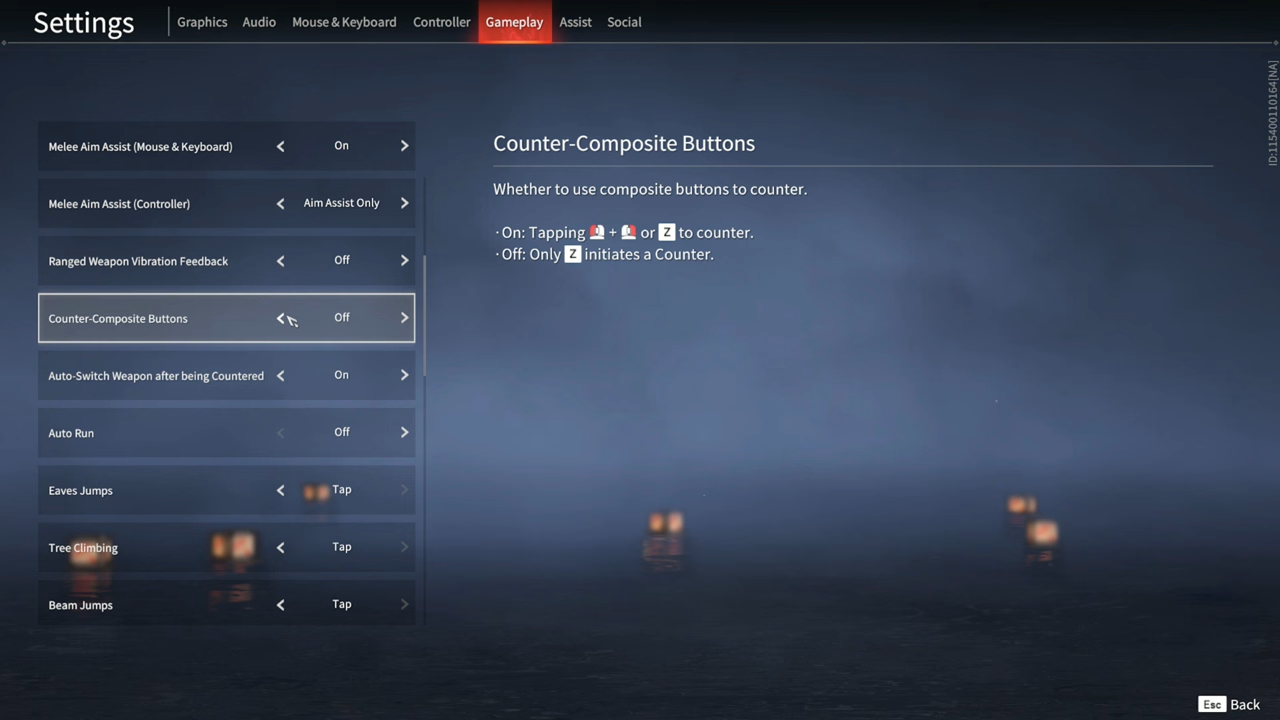 Settings
Graphics
Audio
Mouse & Keyboard
Controller
Gameplay
Assist
Social
ID:115400110164[NA]
Melee Aim Assist (Mouse & Keyboard) On
Melee Aim Assist (Controller) Aim Assist Only
Ranged Weapon Vibration Feedback Off
Counter-Composite Buttons Off
Auto-Switch Weapon after being Countered On
Auto Run Off
Eaves Jumps Tap
Tree Climbing Tap
Beam Jumps Tap
Counter-Composite Buttons
Whether to use composite buttons to counter.
· On: Tapping + or Z to counter.
· Off: Only Z initiates a Counter.
Esc Back